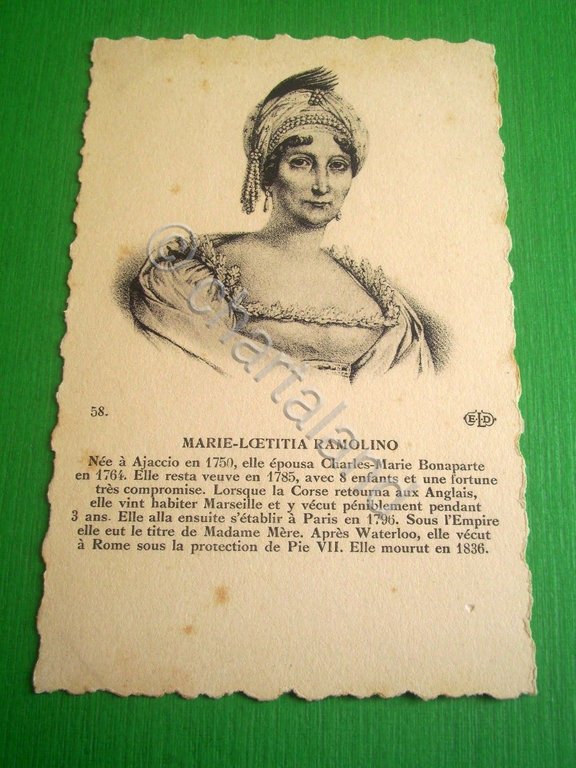 58.
ELD
MARIE-LŒTITIA RAMOLINO
Née à Ajaccio en 1750, elle épousa Charles-Marie Bonaparte
en 1764. Elle resta veuve en 1785, avec 8 enfants et une fortune
très compromise. Lorsque la Corse retourna aux Anglais,
elle vint habiter Marseille et y vécut péniblement pendant
3 ans. Elle alla ensuite s'établir à Paris en 1796. Sous l'Empire
elle eut le titre de Madame Mère. Après Waterloo, elle vécut
à Rome sous la protection de Pie VII. Elle mourut en 1836.
© chartaland